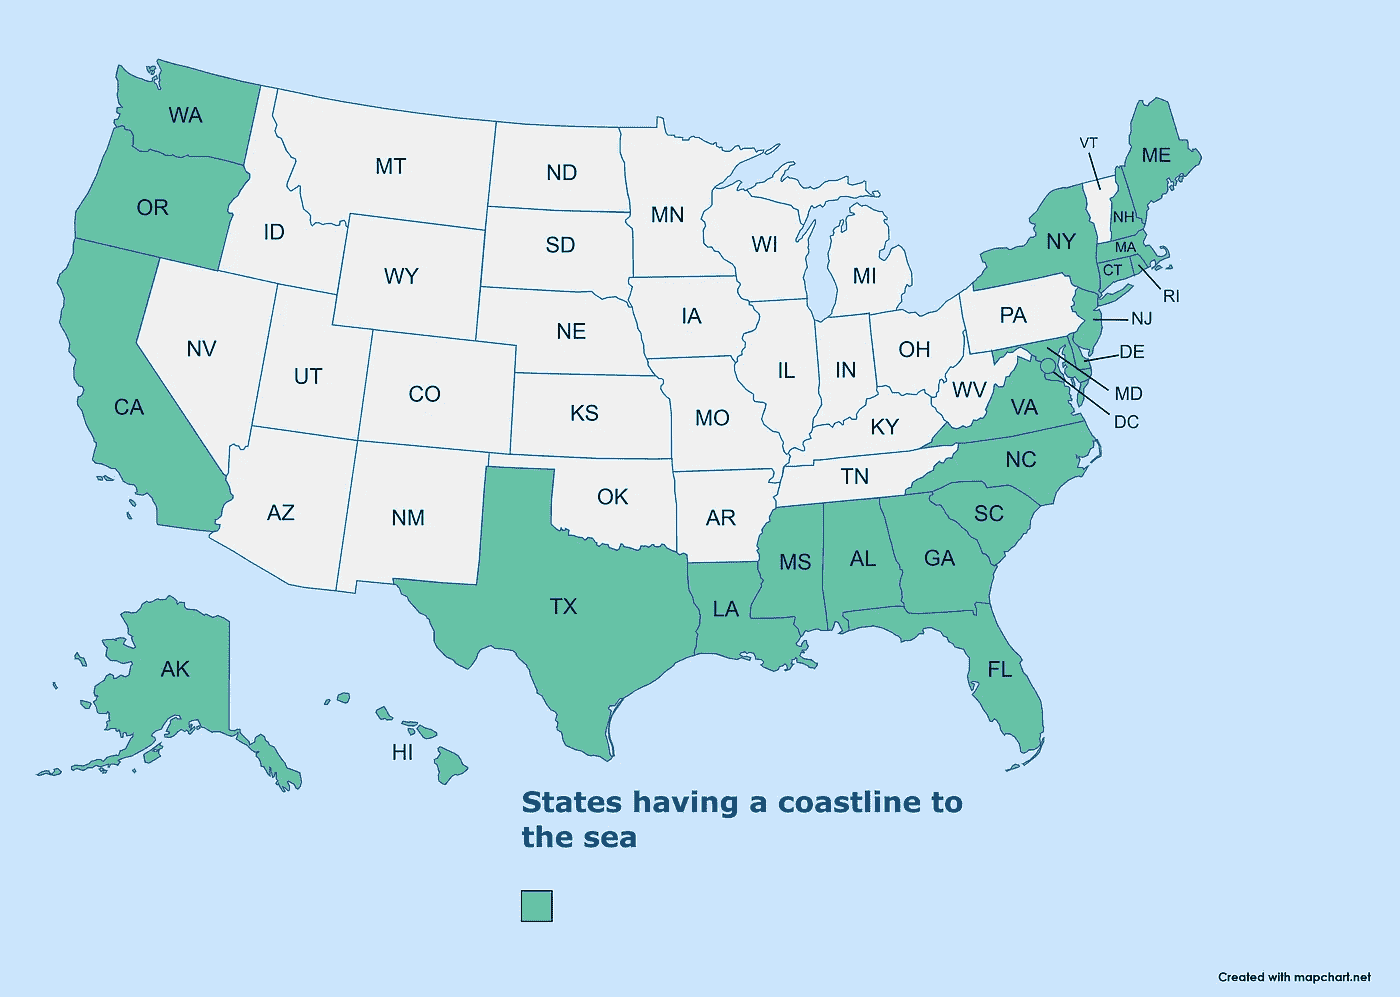 WA
MT
ND
MN
VT
ME
OR
ID
SD
WI
MI
NH
NY
MA
CT
RI
WY
IA
NE
PA
NJ
NV
UT
CO
IL
IN
OH
DE
MD
WV
DC
CA
KS
MO
KY
VA
NC
AZ
NM
OK
AR
TN
SC
MS
AL
GA
TX
LA
FL
AK
HI
States having a coastline to
the sea
Created with mapchart.net